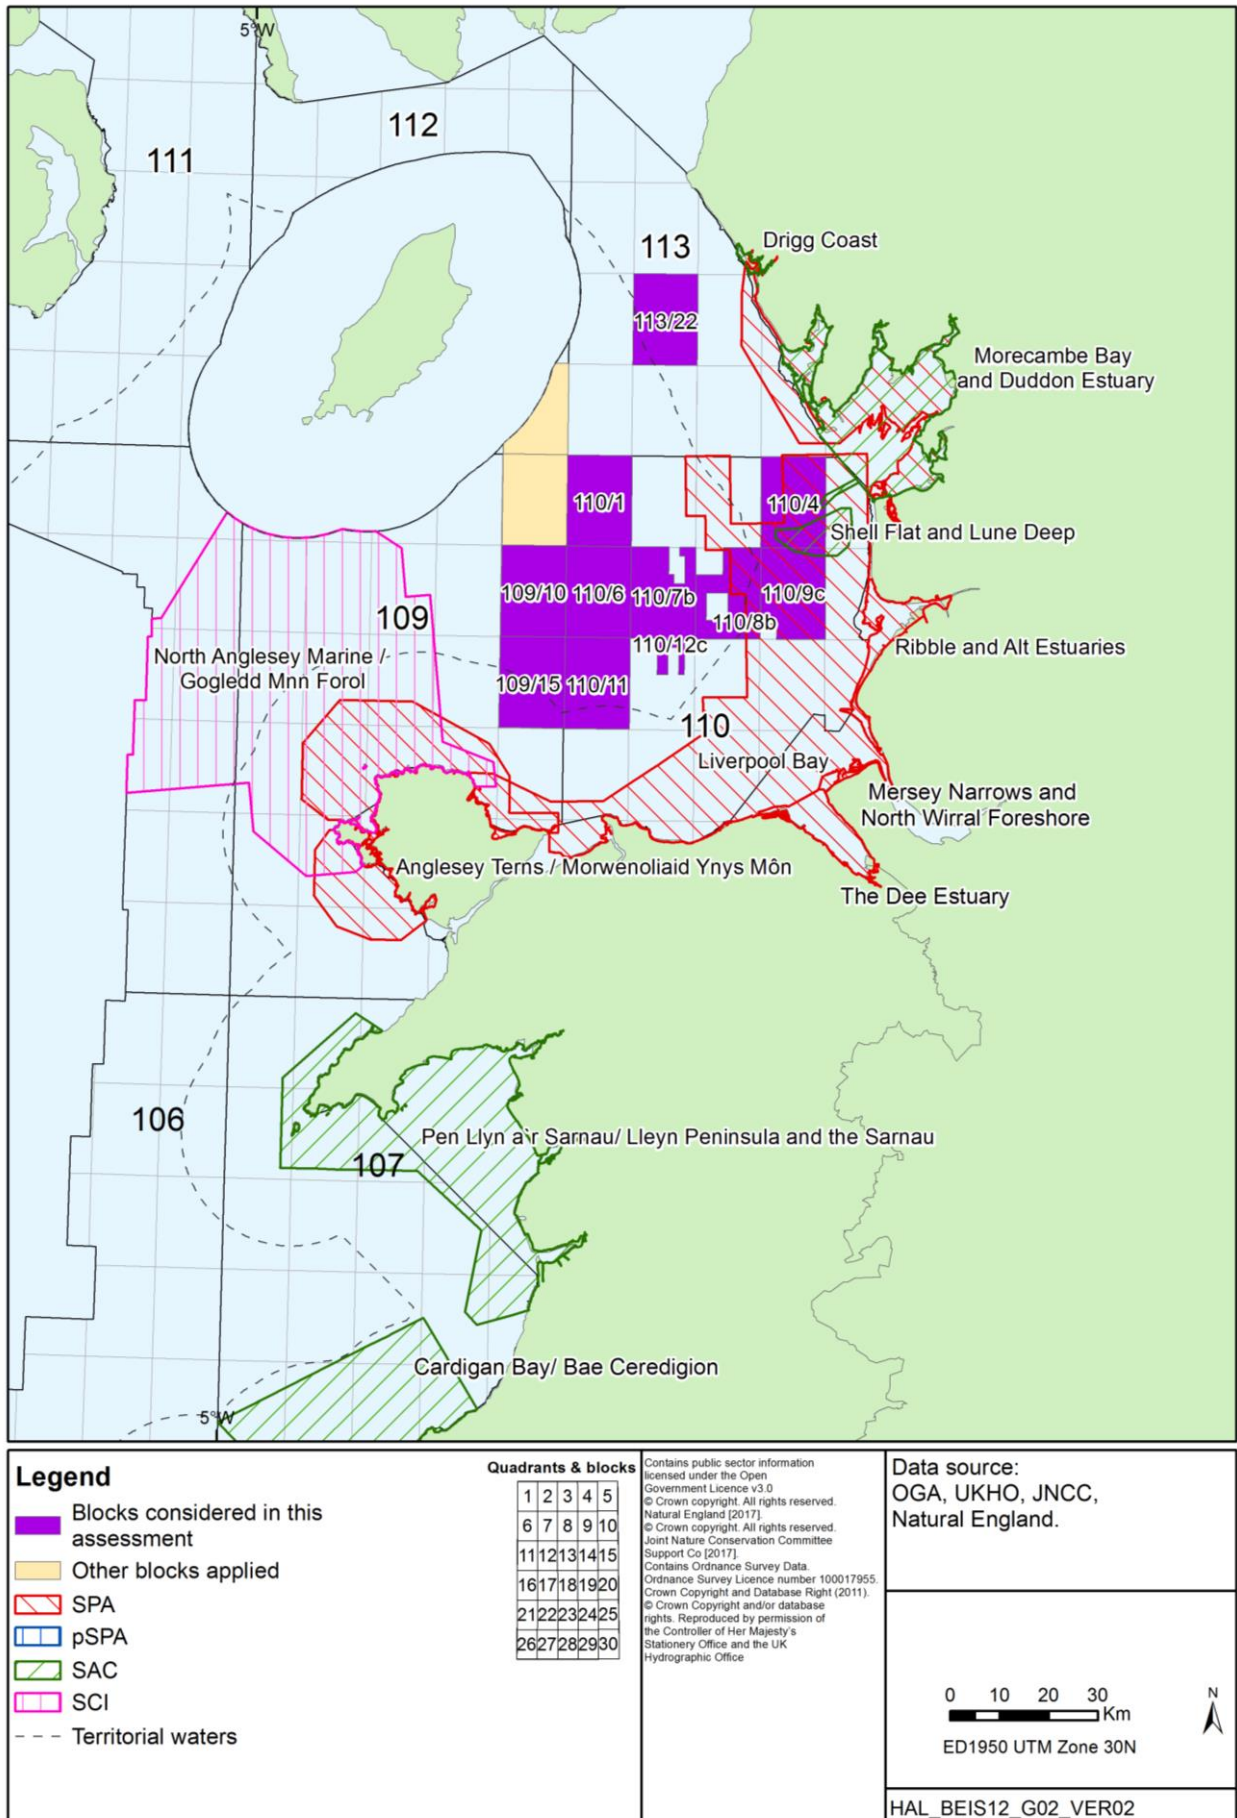 5°W
112
111
113
Drigg Coast
113/22
Morecambe Bay
and Duddon Estuary
110/1
110/4
Shell Flat and Lune Deep
109/10
110/6
110/7b
110/9c
109
110/8b
110/12c
Ribble and Alt Estuaries
North Anglesey Marine /
Gogledd Mnn Forol
109/15
110/11
110
Liverpool Bay
Mersey Narrows and
North Wirral Foreshore
Anglesey Terns / Morwenoliaid Ynys Môn
The Dee Estuary
106
Pen Llyn a'r Sarnau/ Lleyn Peninsula and the Sarnau
107
Cardigan Bay/ Bae Ceredigion
5°W
Legend
Blocks considered in this
assessment
Other blocks applied
SPA
pSPA
SAC
SCI
Territorial waters
Quadrants & blocks
1 2 3 4 5
6 7 8 9 10
11 12 13 14 15
16 17 18 19 20
21 22 23 24 25
26 27 28 29 30
Contains public sector information
licensed under the Open
Government Licence v3.0
© Crown copyright. All rights reserved.
Natural England [2017].
© Crown copyright. All rights reserved.
Joint Nature Conservation Committee
Support Co [2017].
Contains Ordnance Survey Data.
Ordnance Survey Licence number 100017955.
Crown Copyright and Database Right (2011).
© Crown Copyright and/or database
rights. Reproduced by permission of
the Controller of Her Majesty's
Stationery Office and the UK
Hydrographic Office
Data source:
OGA, UKHO, JNCC,
Natural England.
0 10 20 30
Km
N
ED1950 UTM Zone 30N
HAL_BEIS12_G02_VER02